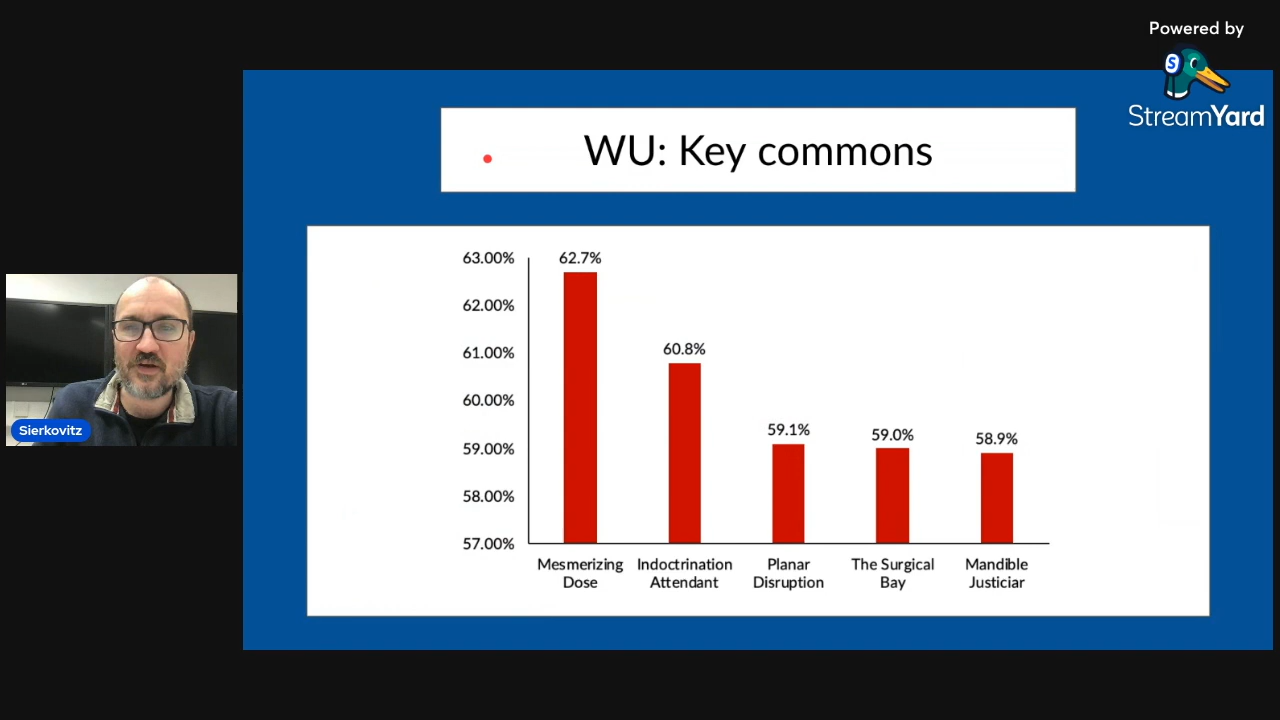 Powered by
StreamYard
WU: Key commons
63.00%
62.00%
61.00%
60.00%
59.00%
58.00%
57.00%
62.7%
60.8%
59.1%
59.0%
58.9%
Mesmerizing
Dose
Indoctrination
Attendant
Planar
Disruption
The Surgical
Bay
Mandible
Justiciar
S
Sierkovitz